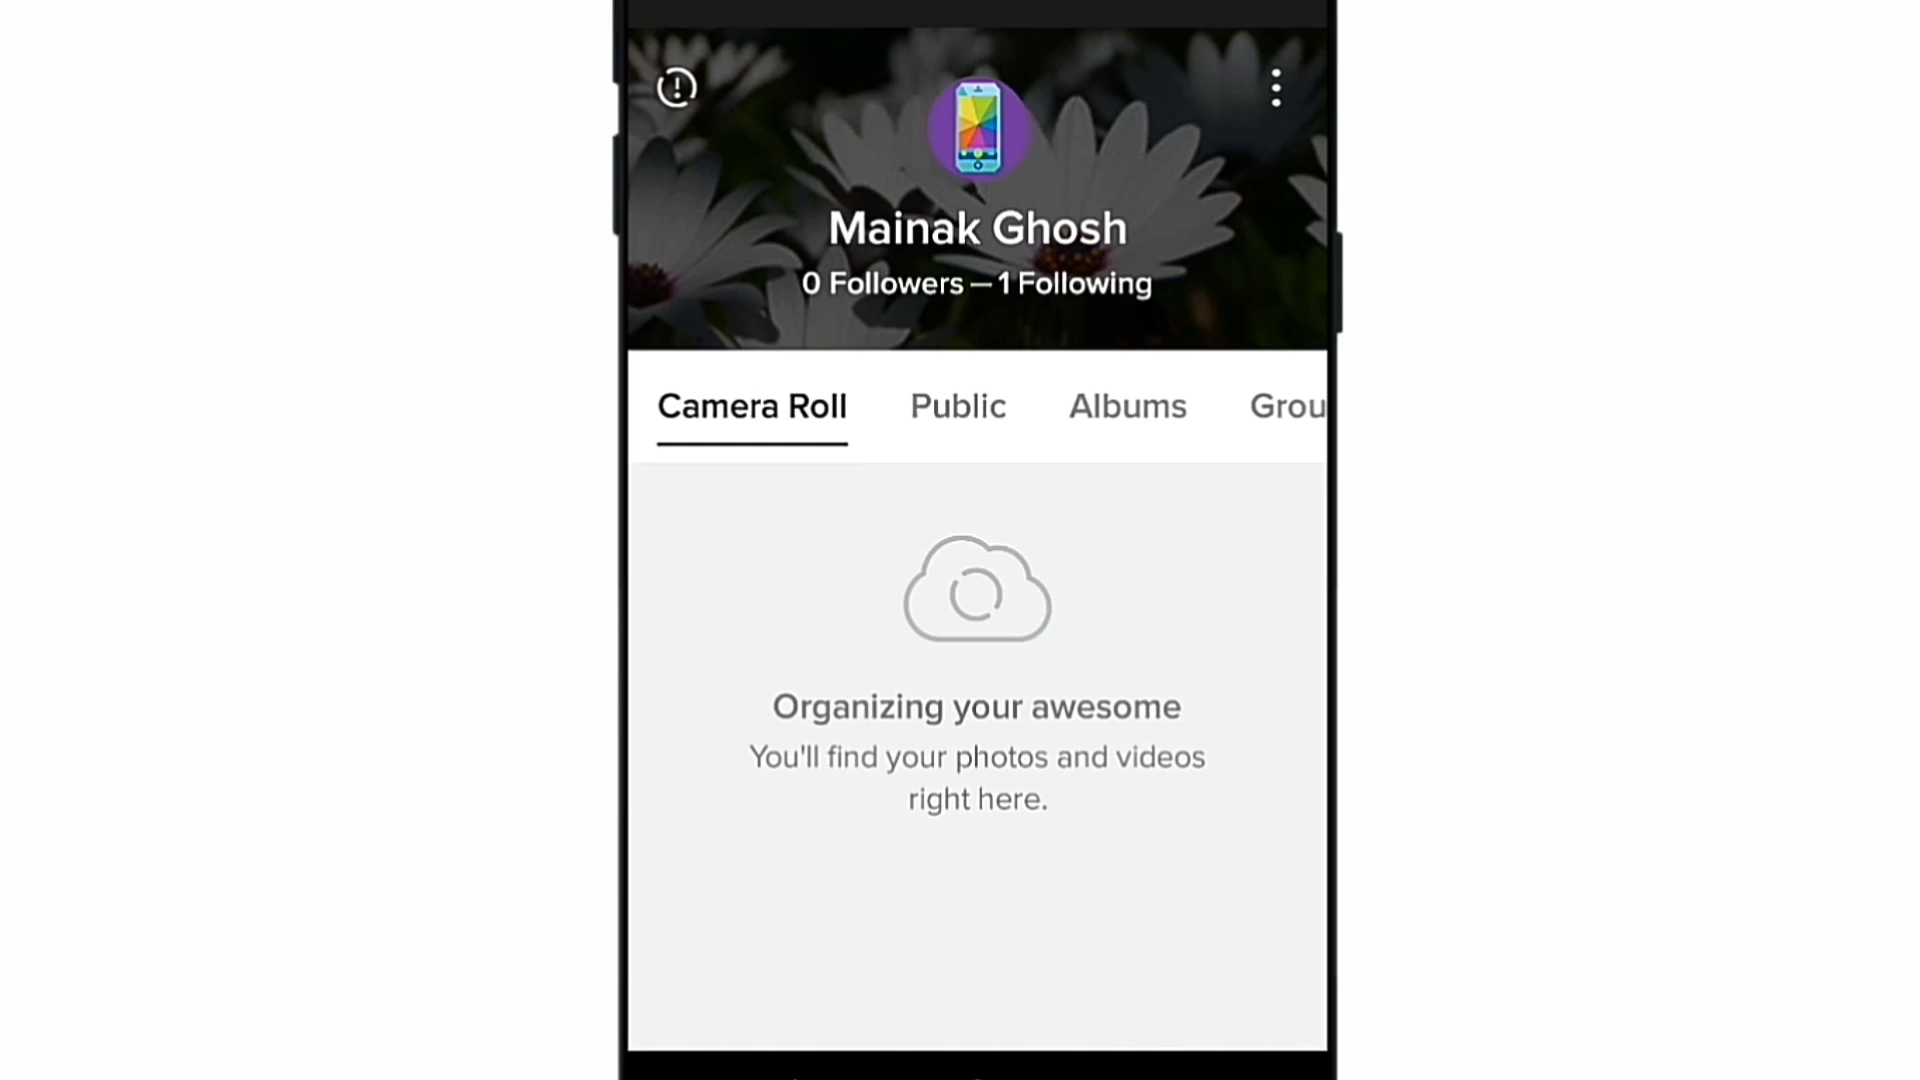 Mainak Ghosh
0 Followers — 1 Following
Camera Roll Public Albums Grou
Organizing your awesome
You'll find your photos and videos
right here.